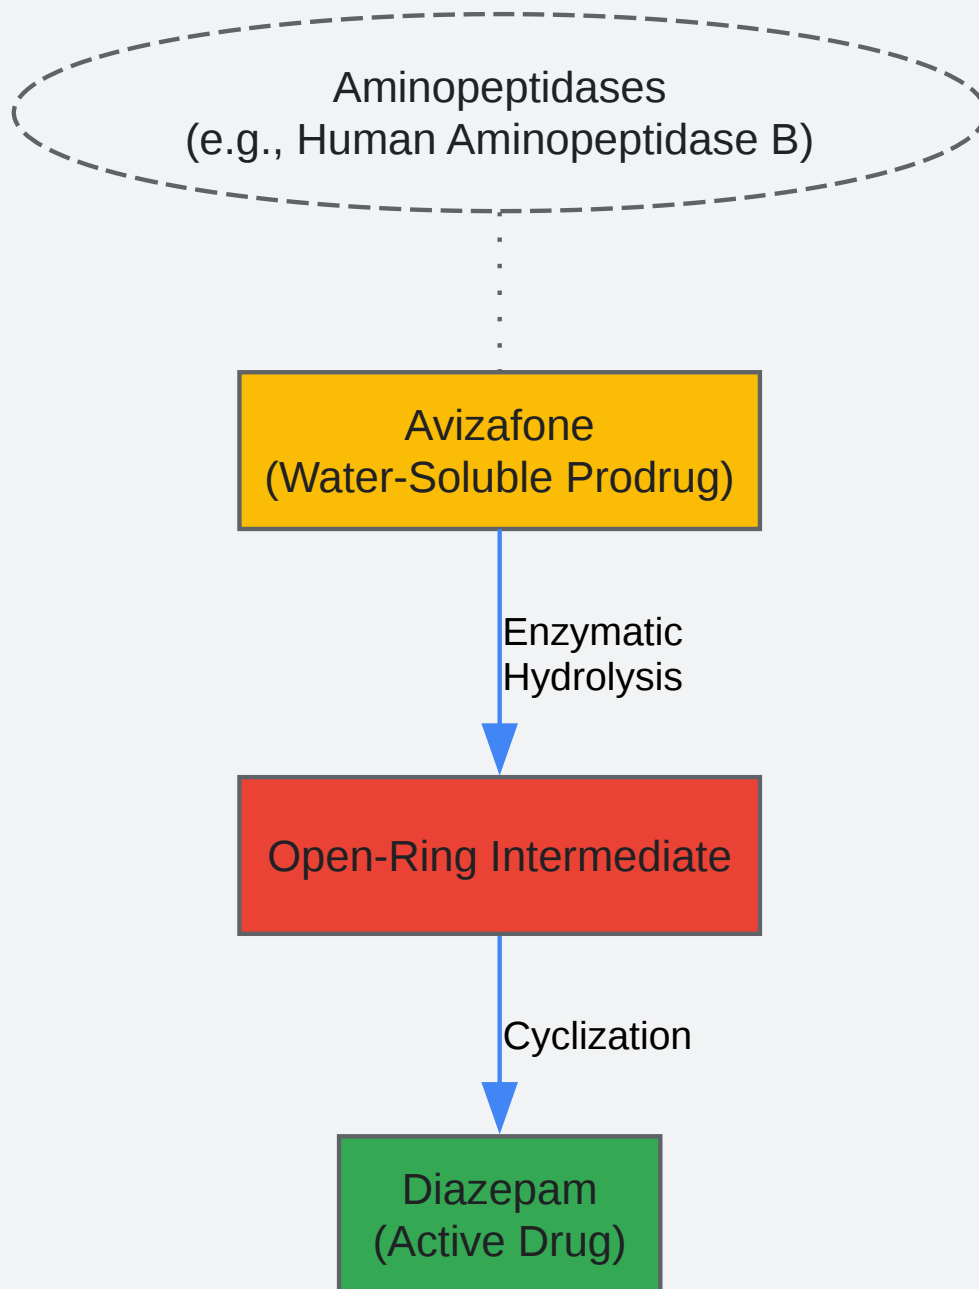 Aminopeptidases
(e.g., Human Aminopeptidase B)
Avizafone
(Water-Soluble Prodrug)
Enzymatic
Hydrolysis
Open-Ring Intermediate
Cyclization
Diazepam
(Active Drug)